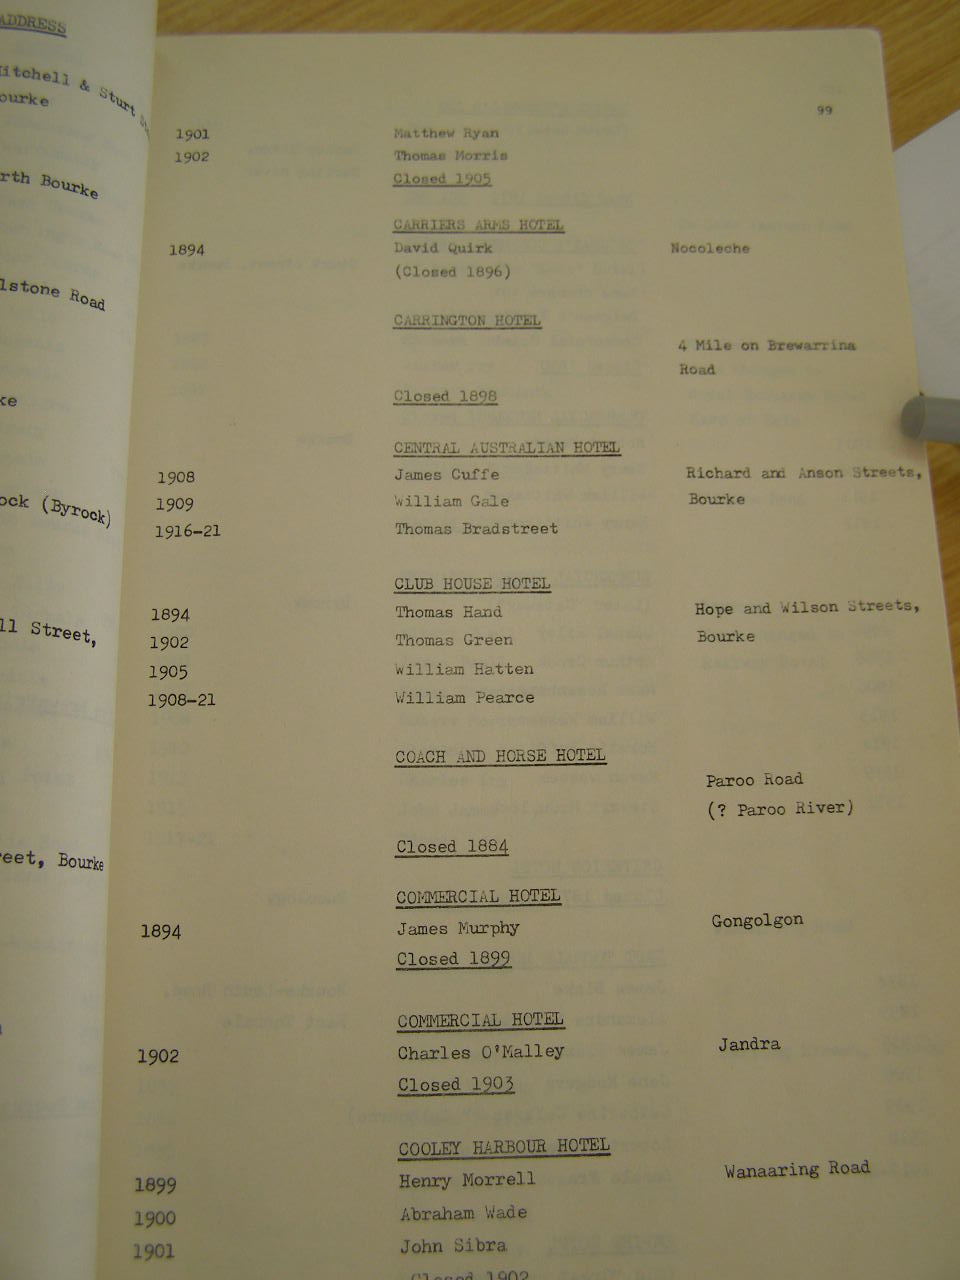 ADDRESS
Mitchell & Sturt
Bourke
Bourke
Road
(Byrock)
Street,
Bourke
99
1901 Matthew Ryan
1902 Thomas Morris
Closed 1905
CARRIERS ARMS HOTEL
1894 David Quirk Nocoleche
(Closed 1896)
CARRINGTON HOTEL
4 Mile on Brewarrina
Road
Closed 1898
CENTRAL AUSTRALIAN HOTEL
1908 James Cuffe Richard and Anson Streets,
1909 William Gale Bourke
1916-21 Thomas Bradstreet
CLUB HOUSE HOTEL
1894 Thomas Hand Hope and Wilson Streets,
1902 Thomas Green Bourke
1905 William Hatten
1908-21 William Pearce
COACH AND HORSE HOTEL
Paroo Road
(? Paroo River)
Closed 1884
COMMERCIAL HOTEL
1894 James Murphy Gongolgon
Closed 1899
COMMERCIAL HOTEL
1902 Charles O'Malley Jandra
Closed 1903
COOLEY HARBOUR HOTEL
1899 Henry Morrell Wanaaring Road
1900 Abraham Wade
1901 John Sibra
Closed 1902